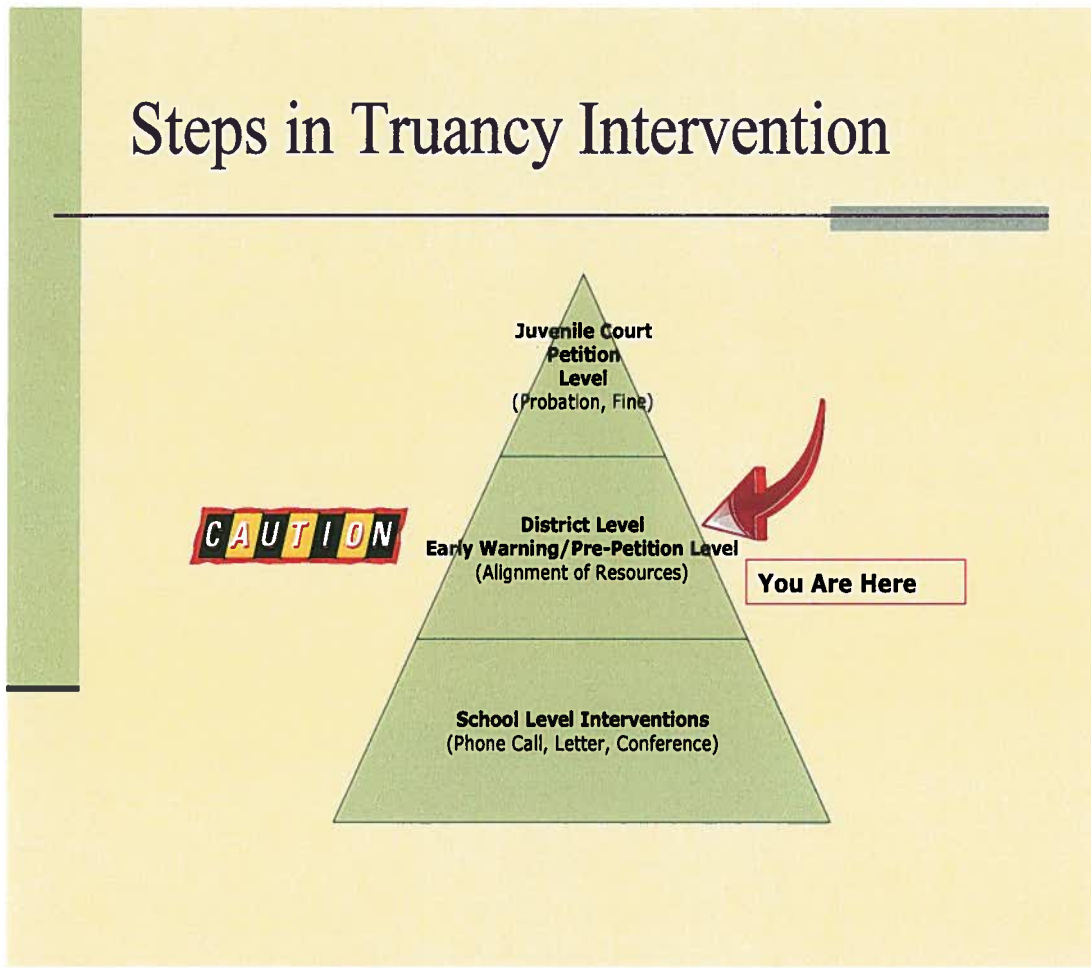 Steps in Truancy Intervention
Juvenile Court
Petition
Level
(Probation, Fine)
CAUTION
District Level
Early Warning/Pre-Petition Level
(Alignment of Resources)
You Are Here
School Level Interventions
(Phone Call, Letter, Conference)